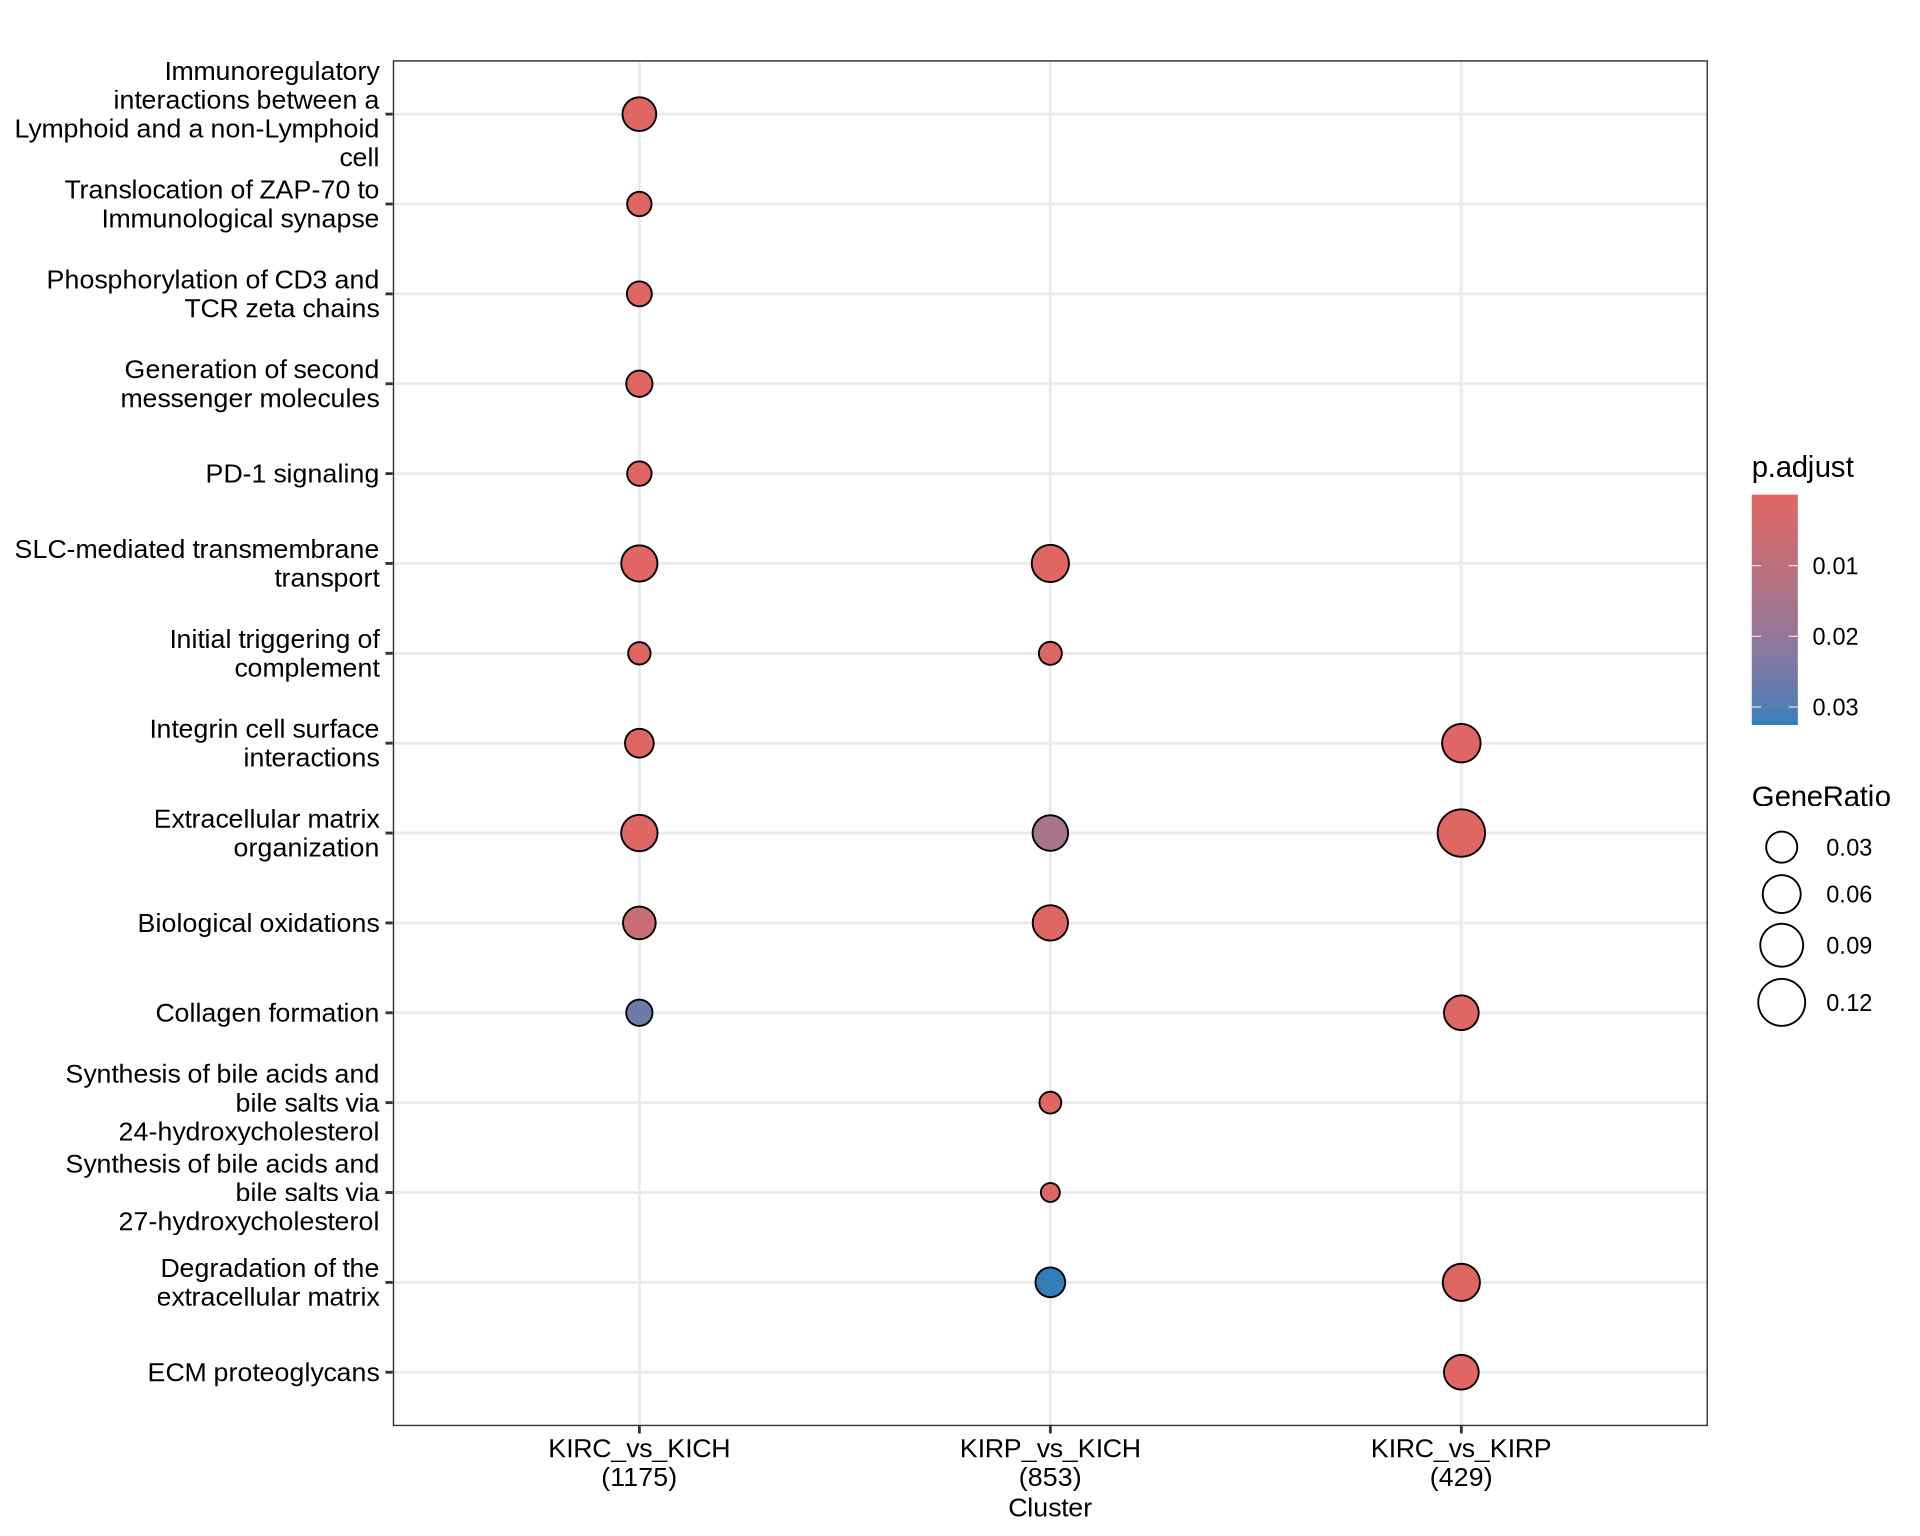 Immunoregulatory
interactions between a
Lymphoid and a non-Lymphoid
cell
Translocation of ZAP-70 to
Immunological synapse
Phosphorylation of CD3 and
TCR zeta chains
Generation of second
messenger molecules
PD-1 signaling
SLC-mediated transmembrane
transport
Initial triggering of
complement
Integrin cell surface
interactions
Extracellular matrix
organization
Biological oxidations
Collagen formation
Synthesis of bile acids and
bile salts via
24-hydroxycholesterol
Synthesis of bile acids and
bile salts via
27-hydroxycholesterol
Degradation of the
extracellular matrix
ECM proteoglycans
KIRC_vs_KICH
(1175)
KIRP_vs_KICH
(853)
KIRC_vs_KIRP
(429)
Cluster
p.adjust
0.01
0.02
0.03
GeneRatio
0.03
0.06
0.09
0.12